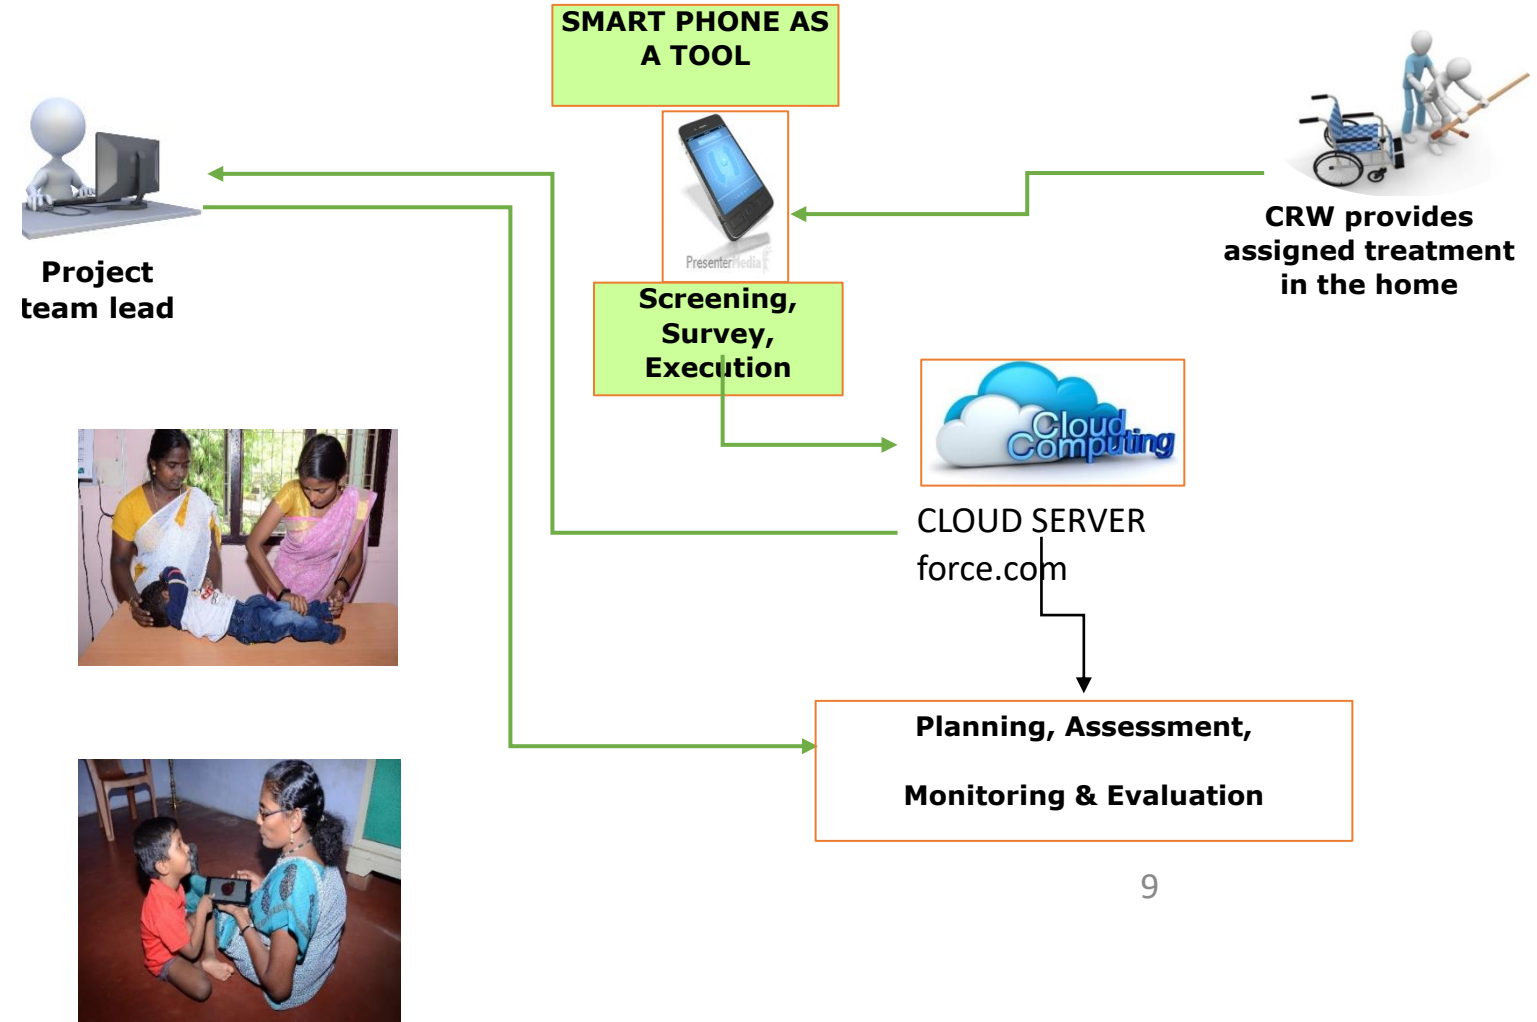 SMART PHONE AS
A TOOL
PresenterMedia
Project
team lead
CRW provides
assigned treatment
in the home
Screening,
Survey,
Execution
Cloud
Computing
CLOUD SERVER
force.com
Planning, Assessment,
Monitoring & Evaluation
9